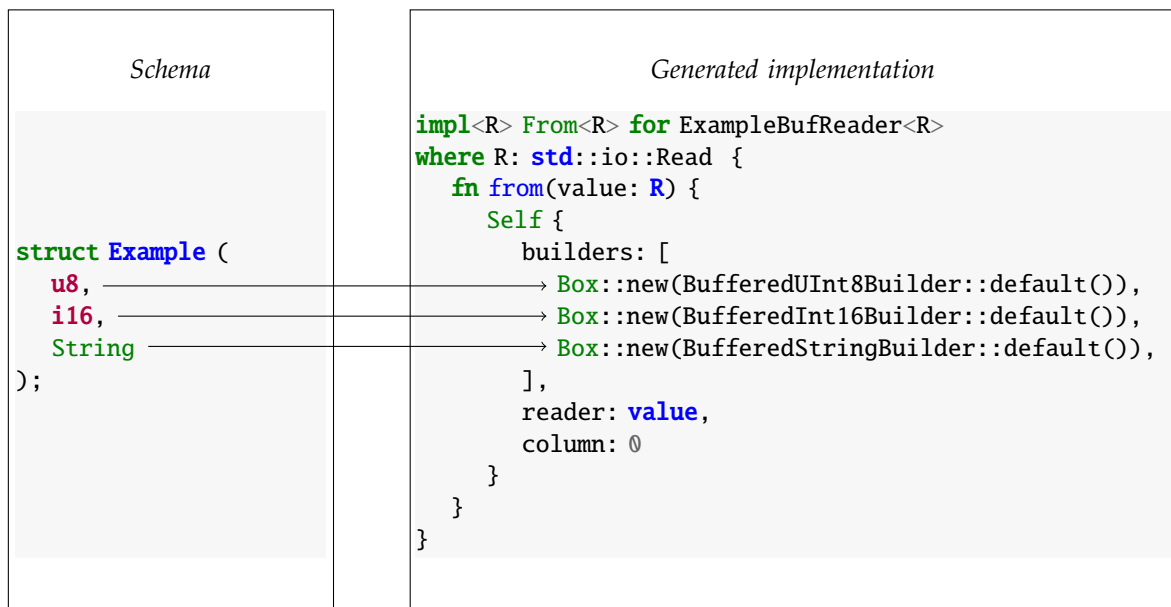 Schema
struct Example (
u8,
i16,
String
);
Generated implementation
impl<R> From<R> for ExampleBufReader<R>
where R: std::io::Read {
fn from(value: R) {
Self {
builders: [
Box::new(BufferedUInt8Builder::default()),
Box::new(BufferedInt16Builder::default()),
Box::new(BufferedStringBuilder::default()),
],
reader: value,
column: 0
}
}
}